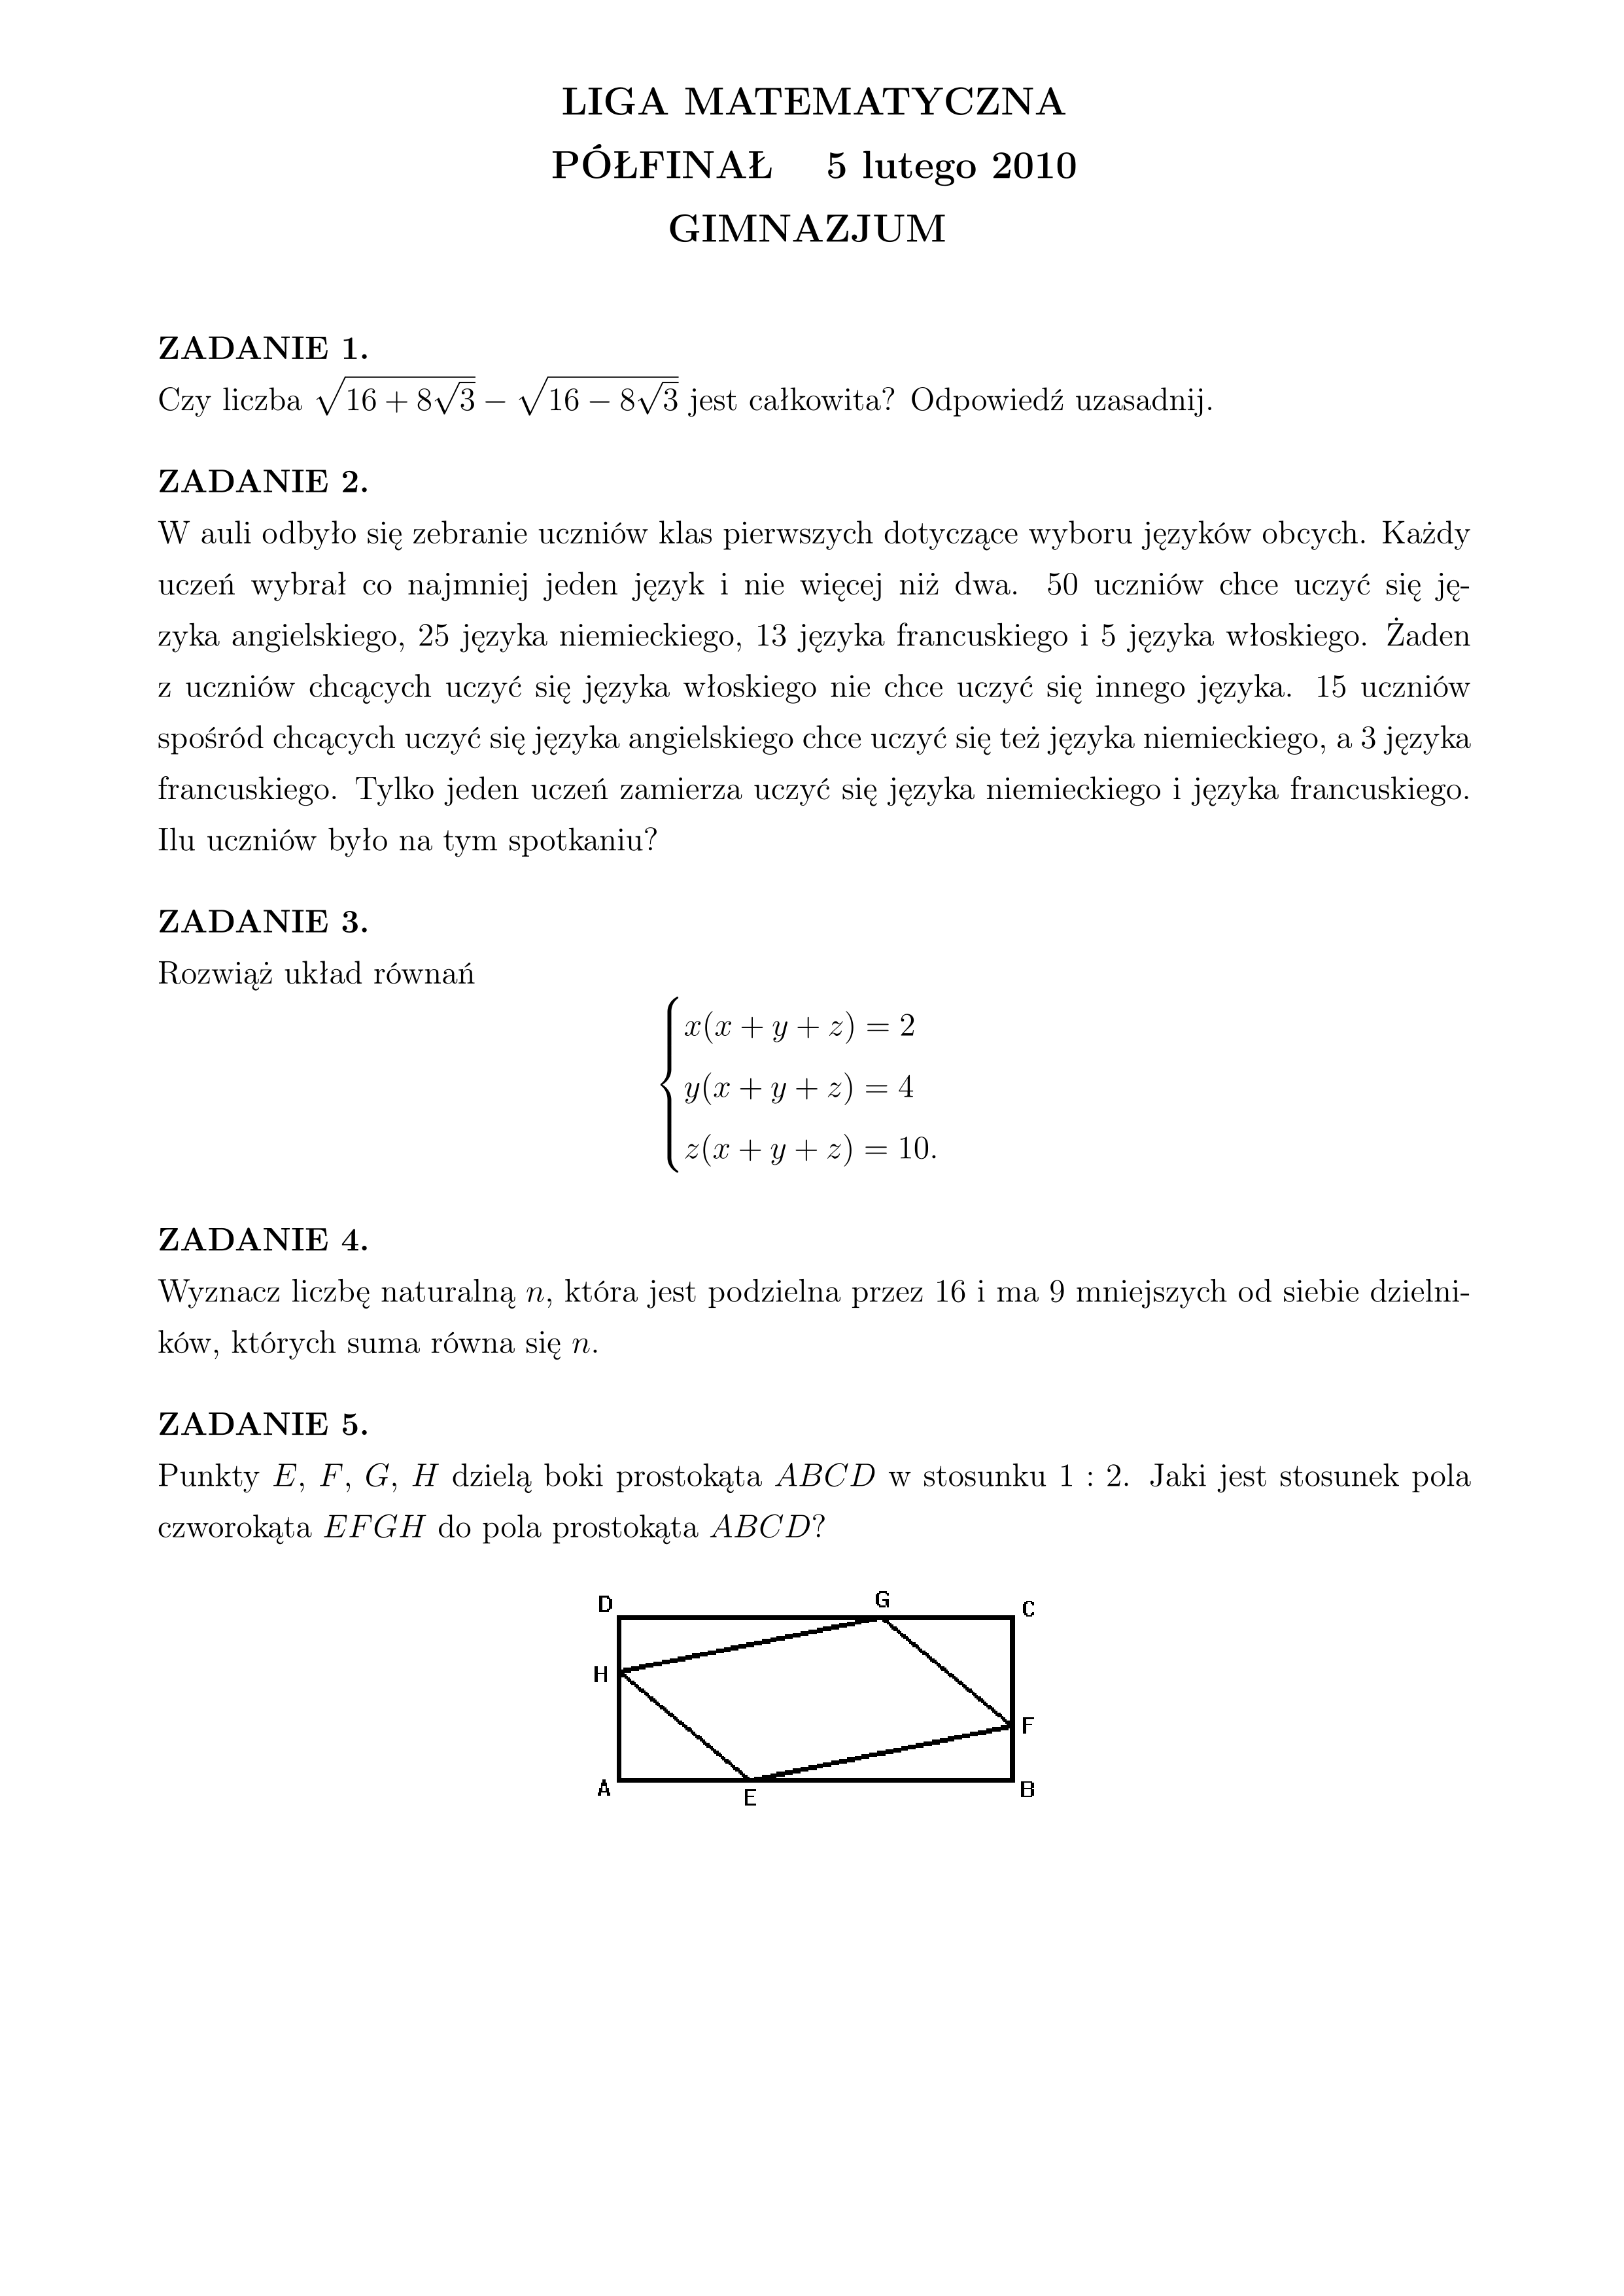 LIGA MATEMATYCZNA
PÓŁFINAŁ 5 lutego 2010
GIMNAZJUM
ZADANIE 1.
Czy liczba $\sqrt{16 + 8\sqrt{3}} - \sqrt{16 - 8\sqrt{3}}$ jest całkowita? Odpowiedź uzasadnij.
ZADANIE 2.
W auli odbyło się zebranie uczniów klas pierwszych dotyczące wyboru języków obcych. Każdy
uczeń wybrał co najmniej jeden język i nie więcej niż dwa. 50 uczniów chce uczyć się ję-
zyka angielskiego, 25 języka niemieckiego, 13 języka francuskiego i 5 języka włoskiego. Żaden
z uczniów chcących uczyć się języka włoskiego nie chce uczyć się innego języka. 15 uczniów
spośród chcących uczyć się języka angielskiego chce uczyć się też języka niemieckiego, a 3 języka
francuskiego. Tylko jeden uczeń zamierza uczyć się języka niemieckiego i języka francuskiego.
Ilu uczniów było na tym spotkaniu?
ZADANIE 3.
Rozwiąż układ równań
x(x + y + z) = 2
y(x + y + z) = 4
z(x + y + z) = 10.
ZADANIE 4.
Wyznacz liczbę naturalną n, która jest podzielna przez 16 i ma 9 mniejszych od siebie dzielni-
ków, których suma równa się n.
ZADANIE 5.
Punkty E, F, G, H dzielą boki prostokąta ABCD w stosunku 1 : 2. Jaki jest stosunek pola
czworokąta EFGH do pola prostokąta ABCD?
D G C
H
F
A E B